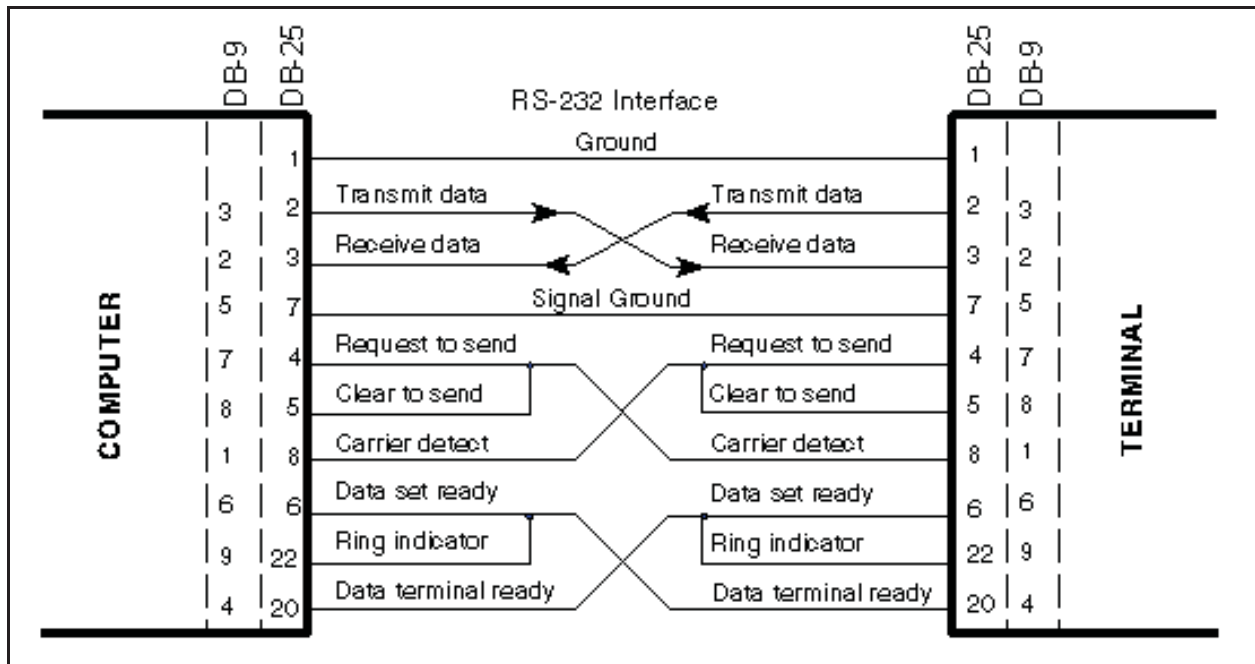 DB-9 DB-25 DB-25 DB-9
RS-232 Interface
COMPUTER
TERMINAL
1 Ground 1
3 2 Transmit data Transmit data 2 3
2 3 Receive data Receive data 3 2
5 7 Signal Ground 7 5
7 4 Request to send Request to send 4 7
8 5 Clear to send Clear to send 5 8
1 8 Carrier detect Carrier detect 8 1
6 6 Data set ready Data set ready 6 6
9 22 Ring indicator Ring indicator 22 9
4 20 Data terminal ready Data terminal ready 20 4